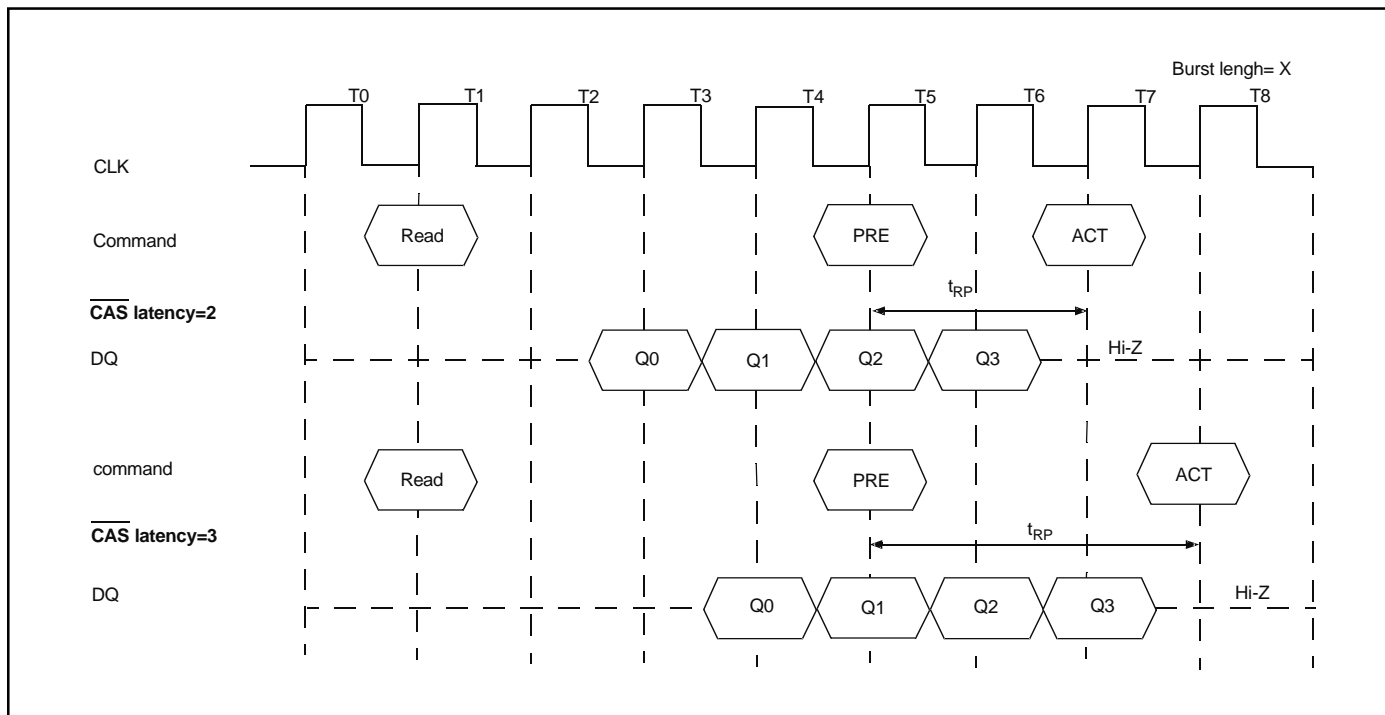 Burst lengh= X
T0 T1 T2 T3 T4 T5 T6 T7 T8
CLK
Command Read PRE ACT
CAS latency=2
tRP
DQ Q0 Q1 Q2 Q3 Hi-Z
command Read PRE ACT
CAS latency=3
tRP
DQ Q0 Q1 Q2 Q3 Hi-Z